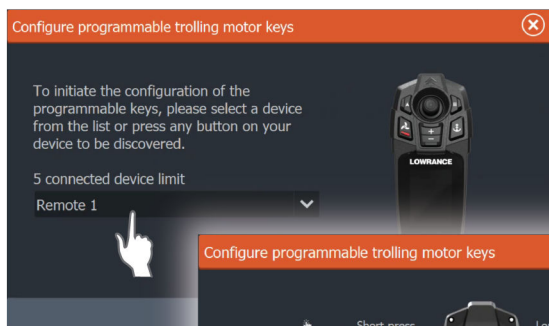 Configure programmable trolling motor keys
To initiate the configuration of the
programmable keys, please select a device
from the list or press any button on your
device to be discovered.
5 connected device limit
Remote 1
LOWRANCE
Configure programmable trolling motor keys
Short press